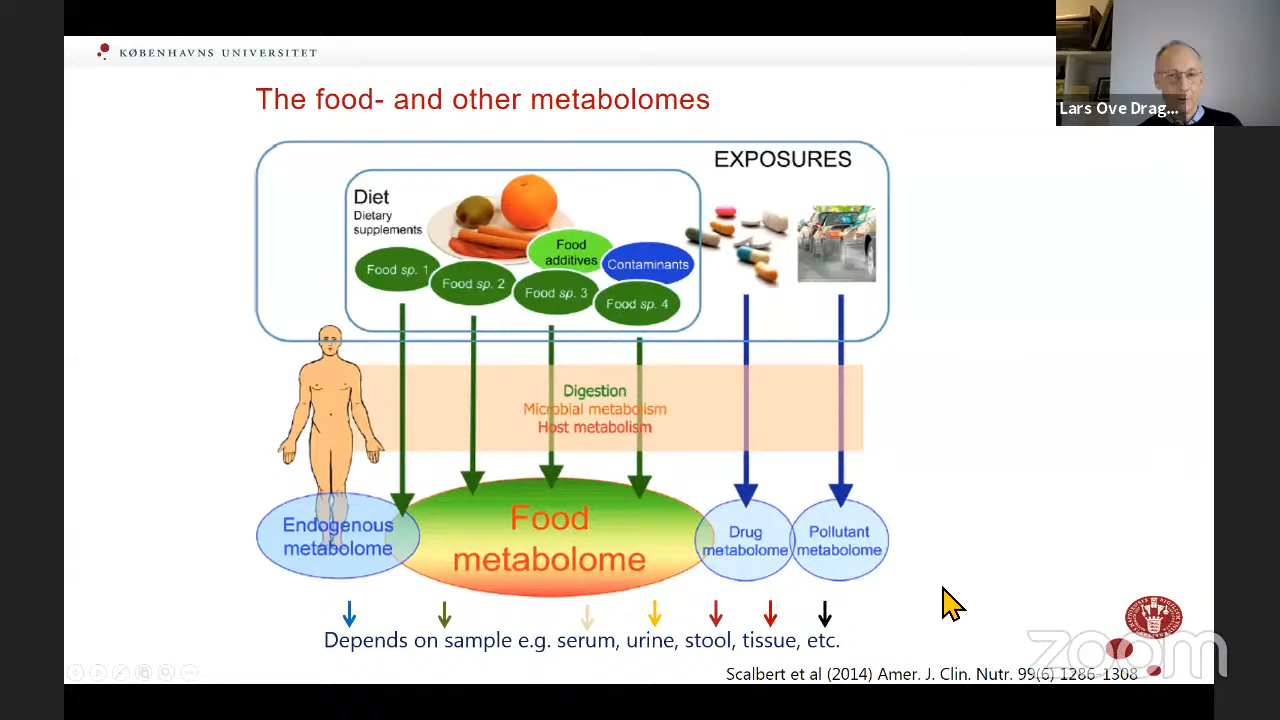 KØBENHAVNS UNIVERSITET
Lars Ove Drag...
The food- and other metabolomes
EXPOSURES
Diet
Dietary
supplements
Food
additives
Contaminants
Food sp. 1
Food sp. 2
Food sp. 3
Food sp. 4
Digestion
Microbial metabolism
Host metabolism
Endogenous
metabolome
Food
metabolome
Drug
metabolome
Pollutant
metabolome
Depends on sample e.g. serum, urine, stool, tissue, etc.
zoom
Scalbert et al (2014) Amer. J. Clin. Nutr. 99(6) 1286-1308